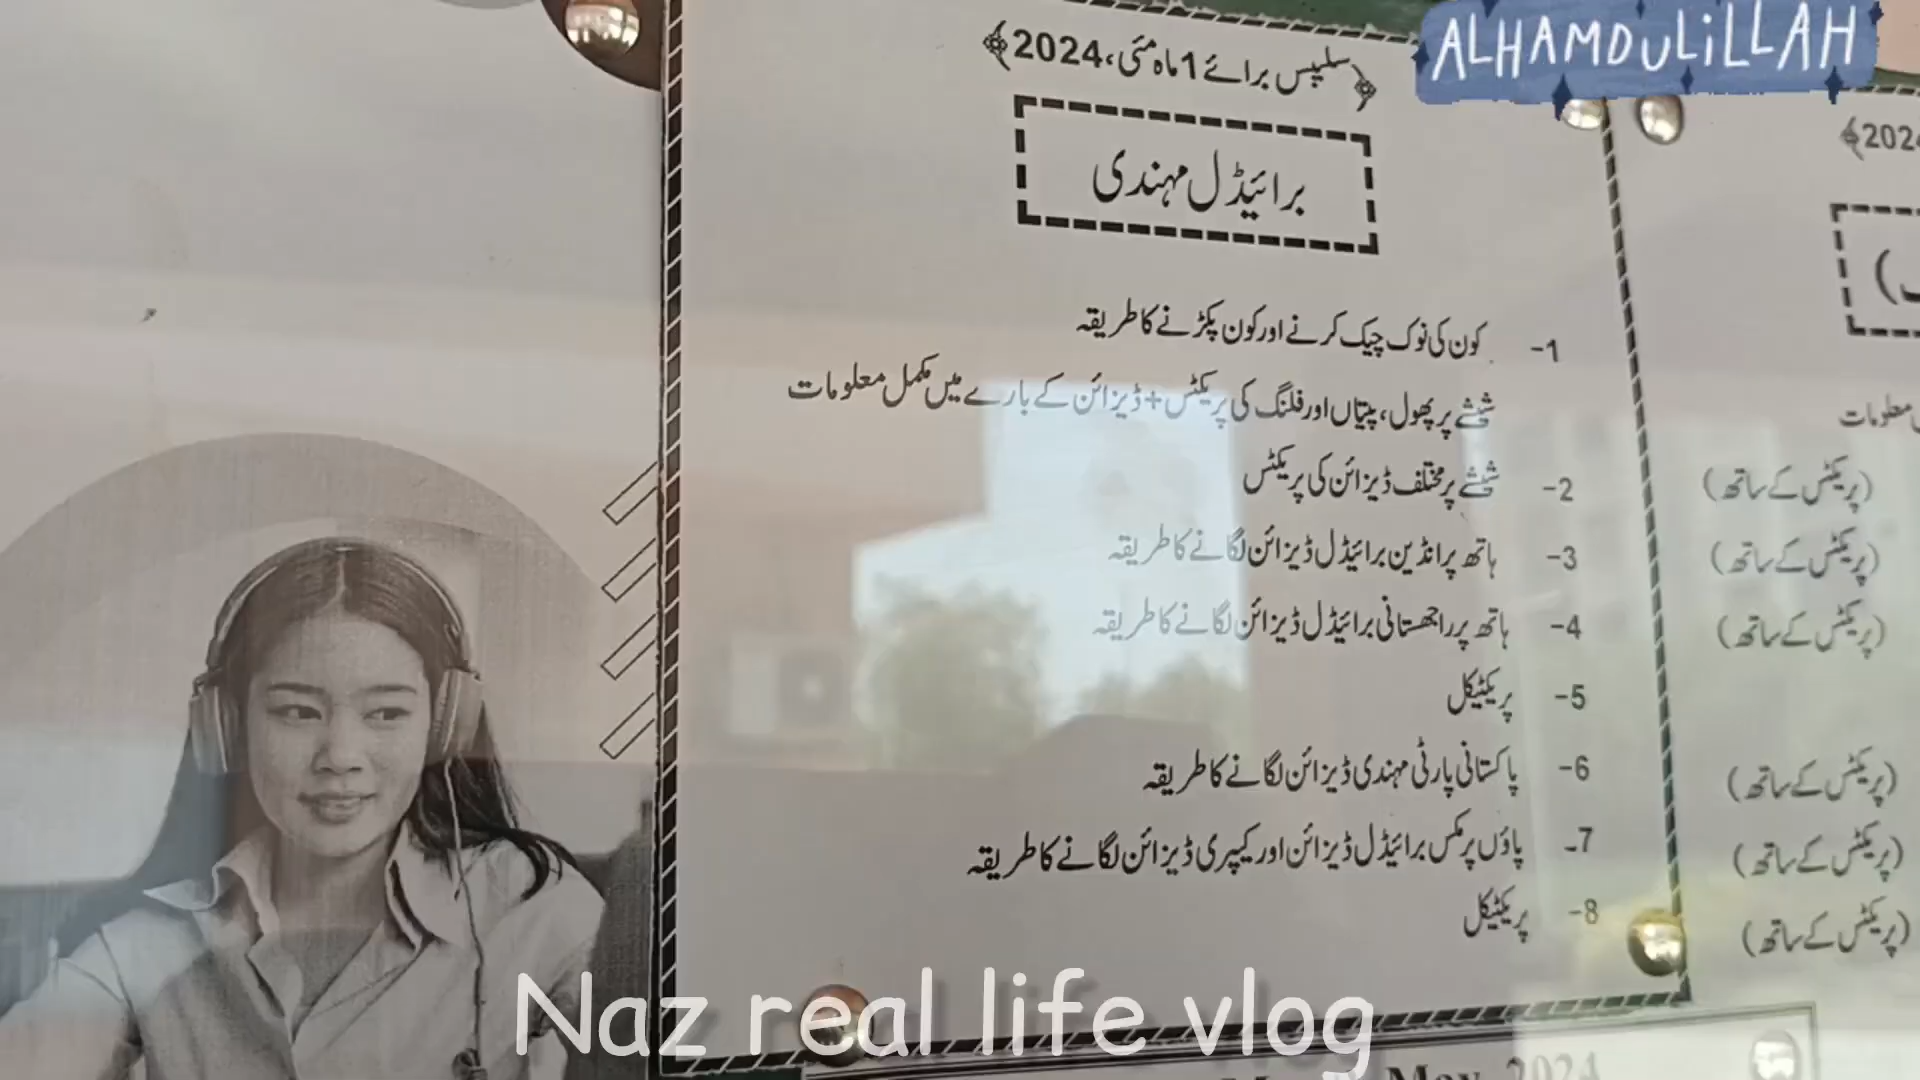 ALHAMDULiLLAH
سلیپس برائے 1 ماہ مئی، 2024
برائیڈل مہندی
1- کون کی نوک چیک کرنے اور کون پکڑنے کا طریقہ
شیشے پر پھول، پیتاں اور فلنگ کی پریکٹس + ڈیزائن کے بارے میں مکمل معلومات
2- شیشے پر مختلف ڈیزائن کی پریکٹس
3- ہاتھ پر انڈین برائیڈل ڈیزائن لگانے کا طریقہ
4- ہاتھ پر راجھستانی برائیڈل ڈیزائن لگانے کا طریقہ
5- پریکٹیکل
6- پاکستانی پارٹی مہندی ڈیزائن لگانے کا طریقہ
7- پاؤں پر مکس برائیڈل ڈیزائن اور کیپری ڈیزائن لگانے کا طریقہ
8- پریکٹیکل
معلومات
(پریکٹس کے ساتھ)
(پریکٹس کے ساتھ)
(پریکٹس کے ساتھ)
(پریکٹس کے ساتھ)
(پریکٹس کے ساتھ)
(پریکٹس کے ساتھ)
Naz real life vlog
May, 2024